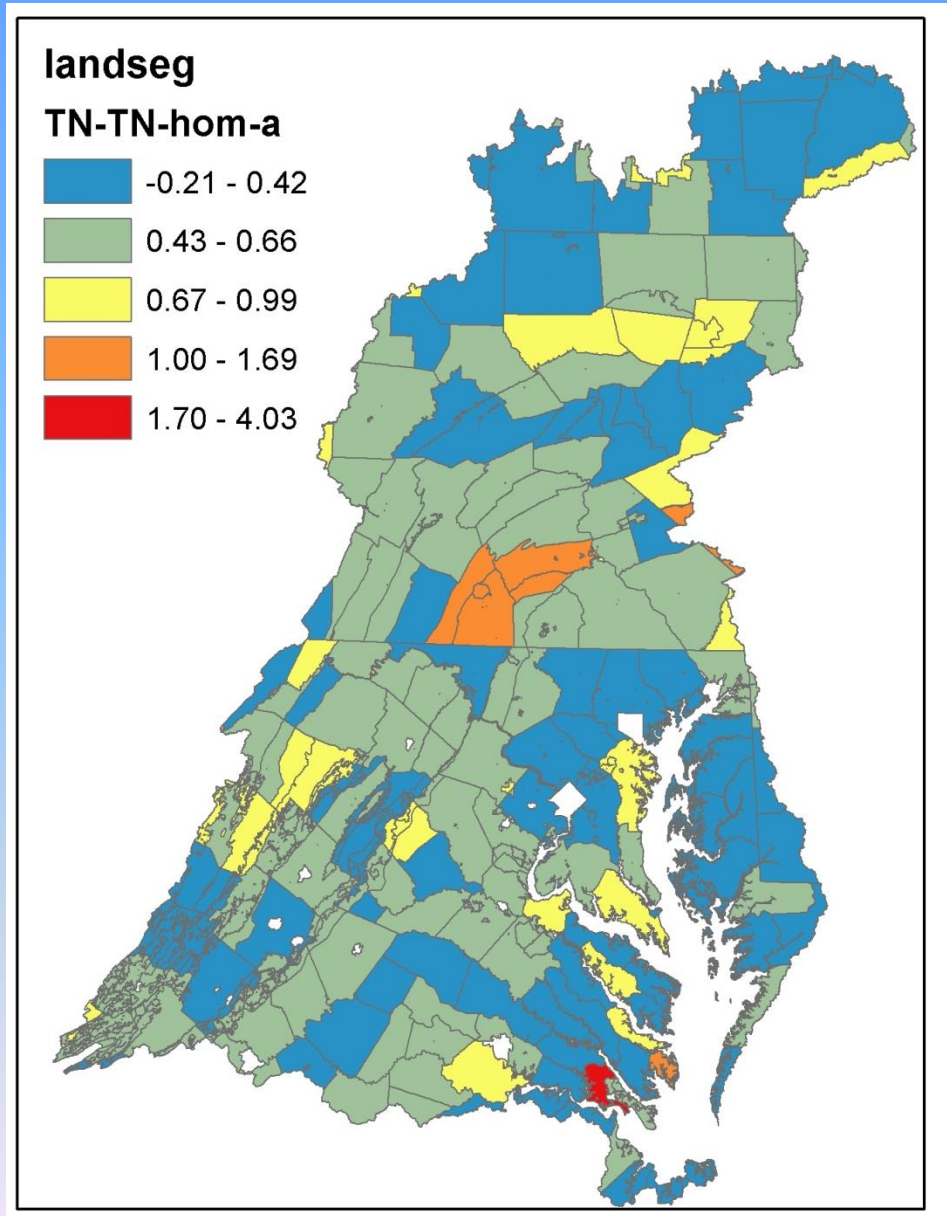 landseg
TN-TN-hom-a
-0.21 - 0.42
0.43 - 0.66
0.67 - 0.99
1.00 - 1.69
1.70 - 4.03